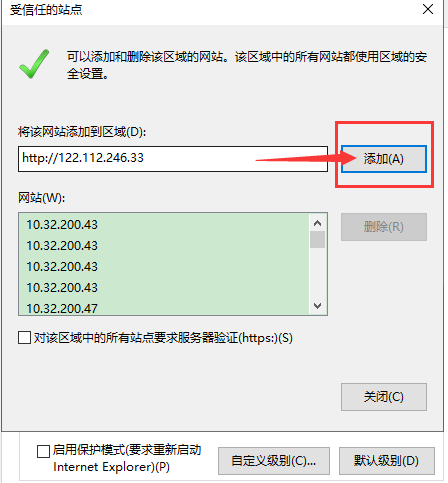 受信任的站点
可以添加和删除该区域的网站。该区域中的所有网站都使用区域的安
全设置。
将该网站添加到区域(D):
http://122.112.246.33
添加(A)
网站(W):
10.32.200.43
10.32.200.43
10.32.200.43
10.32.200.43
10.32.200.47
删除(R)
对该区域中的所有站点要求服务器验证(https:)(S)
关闭(C)
启用保护模式(要求重新启动
Internet Explorer)(P)
自定义级别(C)...
默认级别(D)